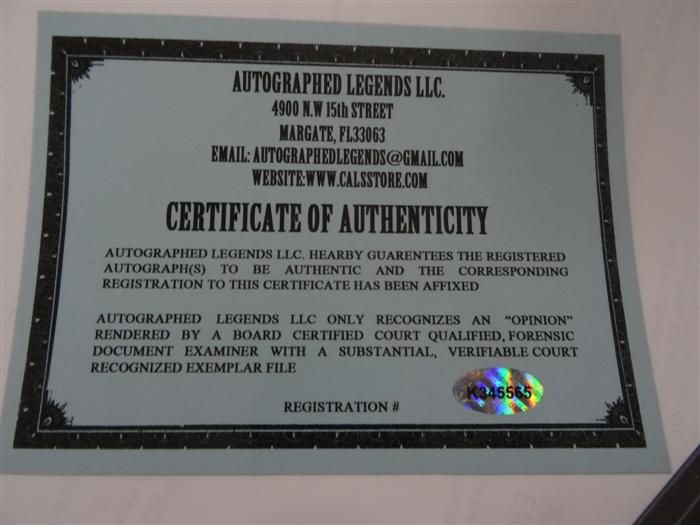 AUTOGRAPHED LEGENDS LLC.
4900 N.W 15th STREET
MARGATE, FL33063
EMAIL: AUTOGRAPHEDLEGENDS@GMAIL.COM
WEBSITE:WWW.CALSSTORE.COM
CERTIFICATE OF AUTHENTICITY
AUTOGRAPHED LEGENDS LLC. HEARBY GUARENTEES THE REGISTERED
AUTOGRAPH(S) TO BE AUTHENTIC AND THE CORRESPONDING
REGISTRATION TO THIS CERTIFICATE HAS BEEN AFFIXED
AUTOGRAPHED LEGENDS LLC ONLY RECOGNIZES AN “OPINION”
RENDERED BY A BOARD CERTIFIED COURT QUALIFIED, FORENSIC
DOCUMENT EXAMINER WITH A SUBSTANTIAL, VERIFIABLE COURT
RECOGNIZED EXEMPLAR FILE
REGISTRATION # K345565